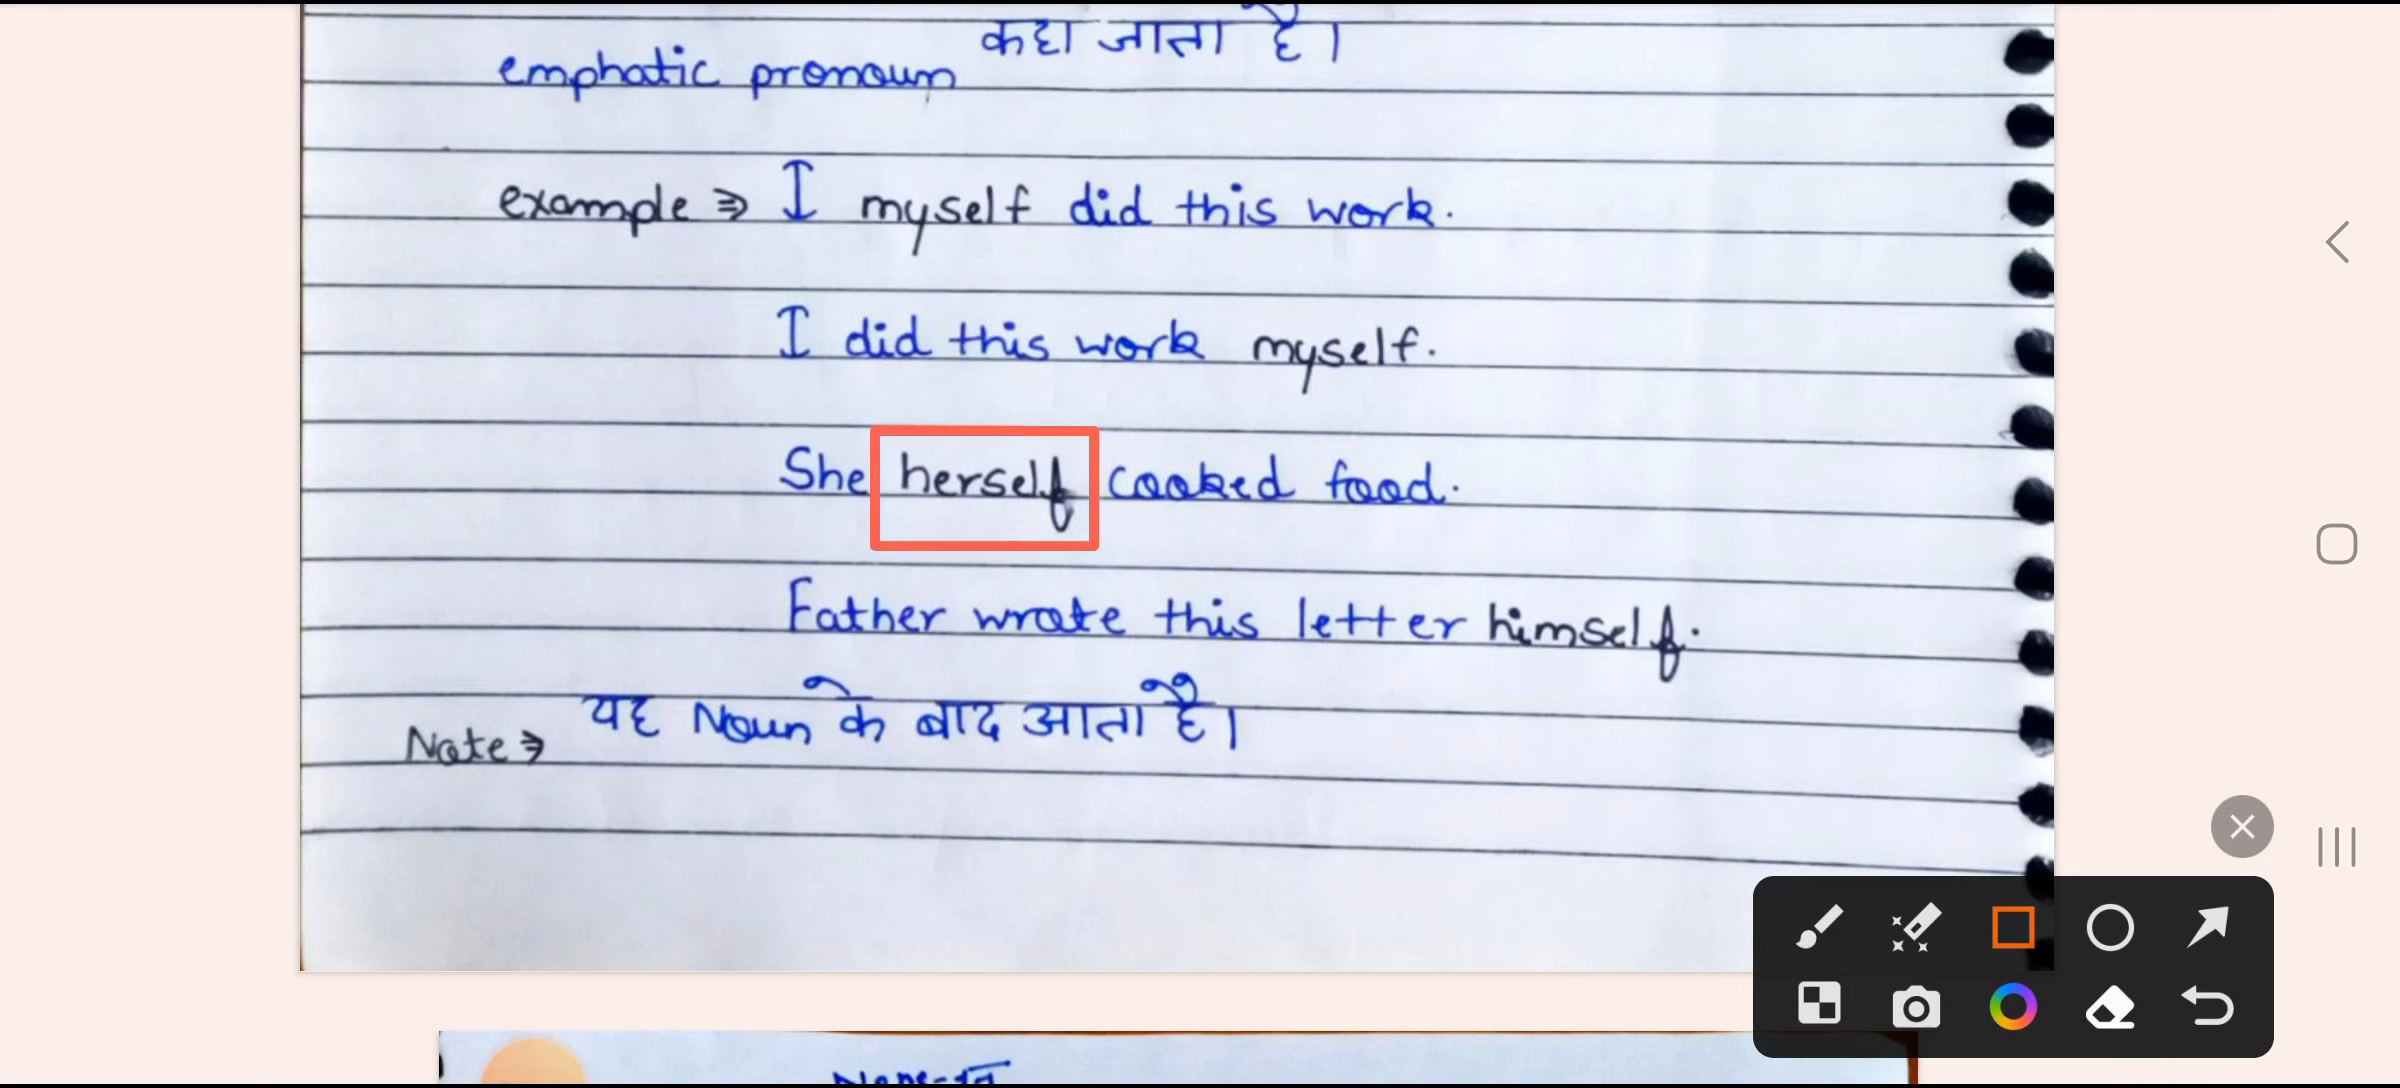 कहा जाता है।
emphatic pronoun
example ⇒ I myself did this work.
I did this work myself.
She herself cooked food.
Father wrote this letter himself.
Note ⇒ यह Noun के बाद आता है।